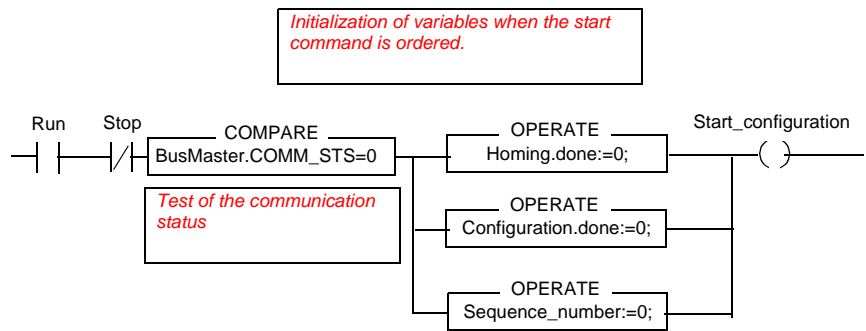 Initialization of variables when the start
command is ordered.
Run
Stop
COMPARE
BusMaster.COMM_STS=0
OPERATE
Homing.done:=0;
Start_configuration
Test of the communication
status
OPERATE
Configuration.done:=0;
OPERATE
Sequence_number:=0;